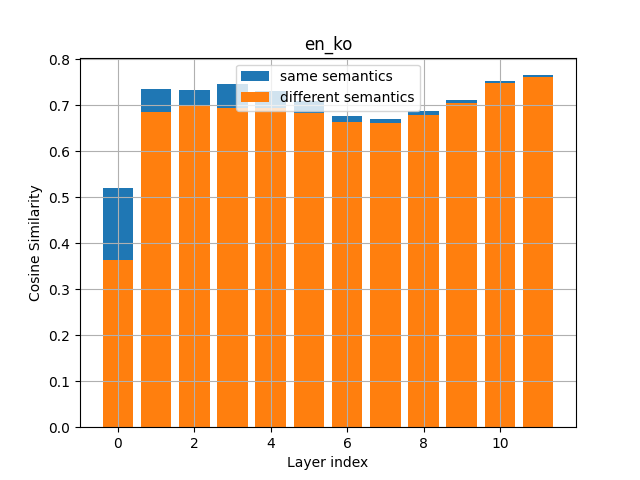 en_ko
same semantics
different semantics
Cosine Similarity
0.8
0.7
0.6
0.5
0.4
0.3
0.2
0.1
0.0
0 2 4 6 8 10
Layer index